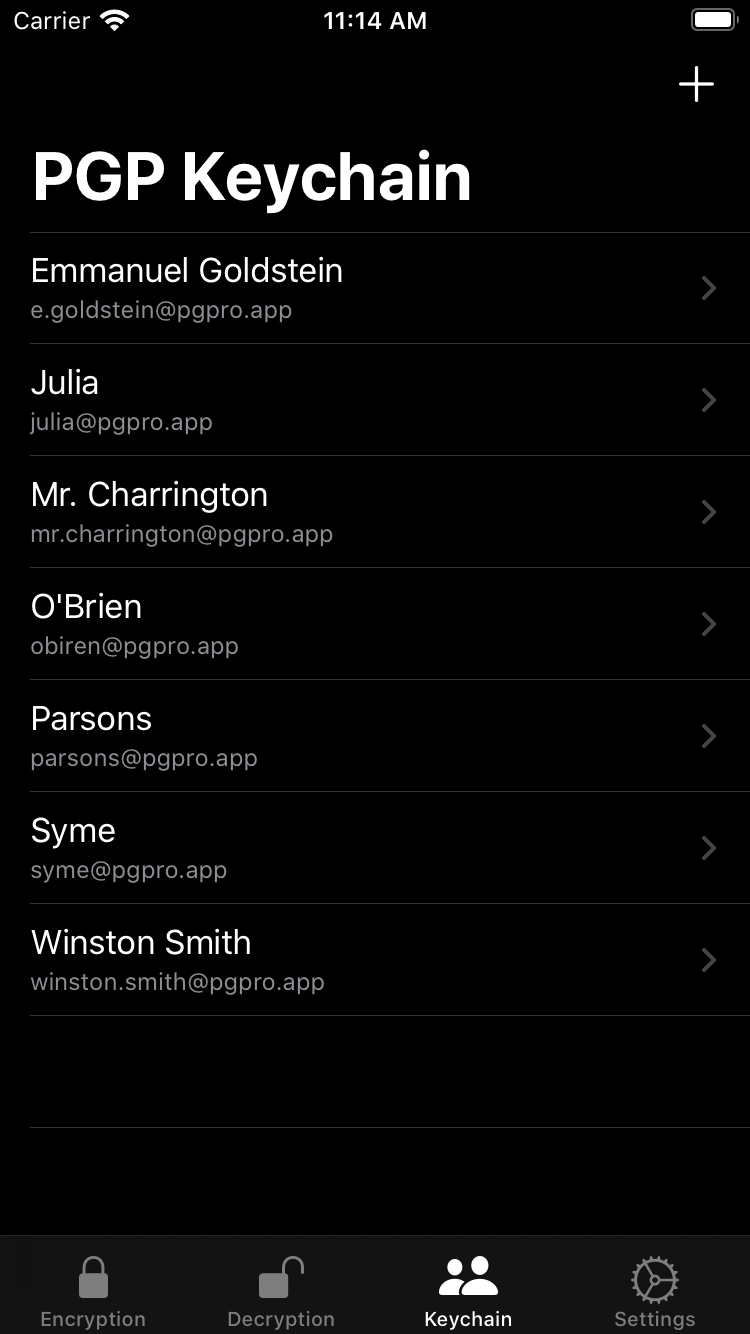 Carrier 11:14 AM
PGP Keychain
Emmanuel Goldstein
e.goldstein@pgpro.app
Julia
julia@pgpro.app
Mr. Charrington
mr.charrington@pgpro.app
O'Brien
obiren@pgpro.app
Parsons
parsons@pgpro.app
Syme
syme@pgpro.app
Winston Smith
winston.smith@pgpro.app
Encryption Decryption Keychain Settings